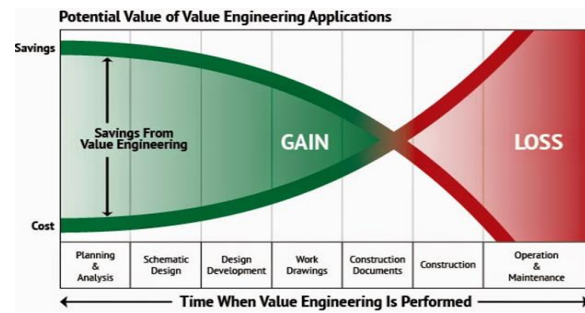 Potential Value of Value Engineering Applications
Savings
Savings From
Value Engineering
GAIN
LOSS
Cost
Planning
&
Analysis
Schematic
Design
Design
Development
Work
Drawings
Construction
Documents
Construction
Operation
&
Maintenance
Time When Value Engineering Is Performed